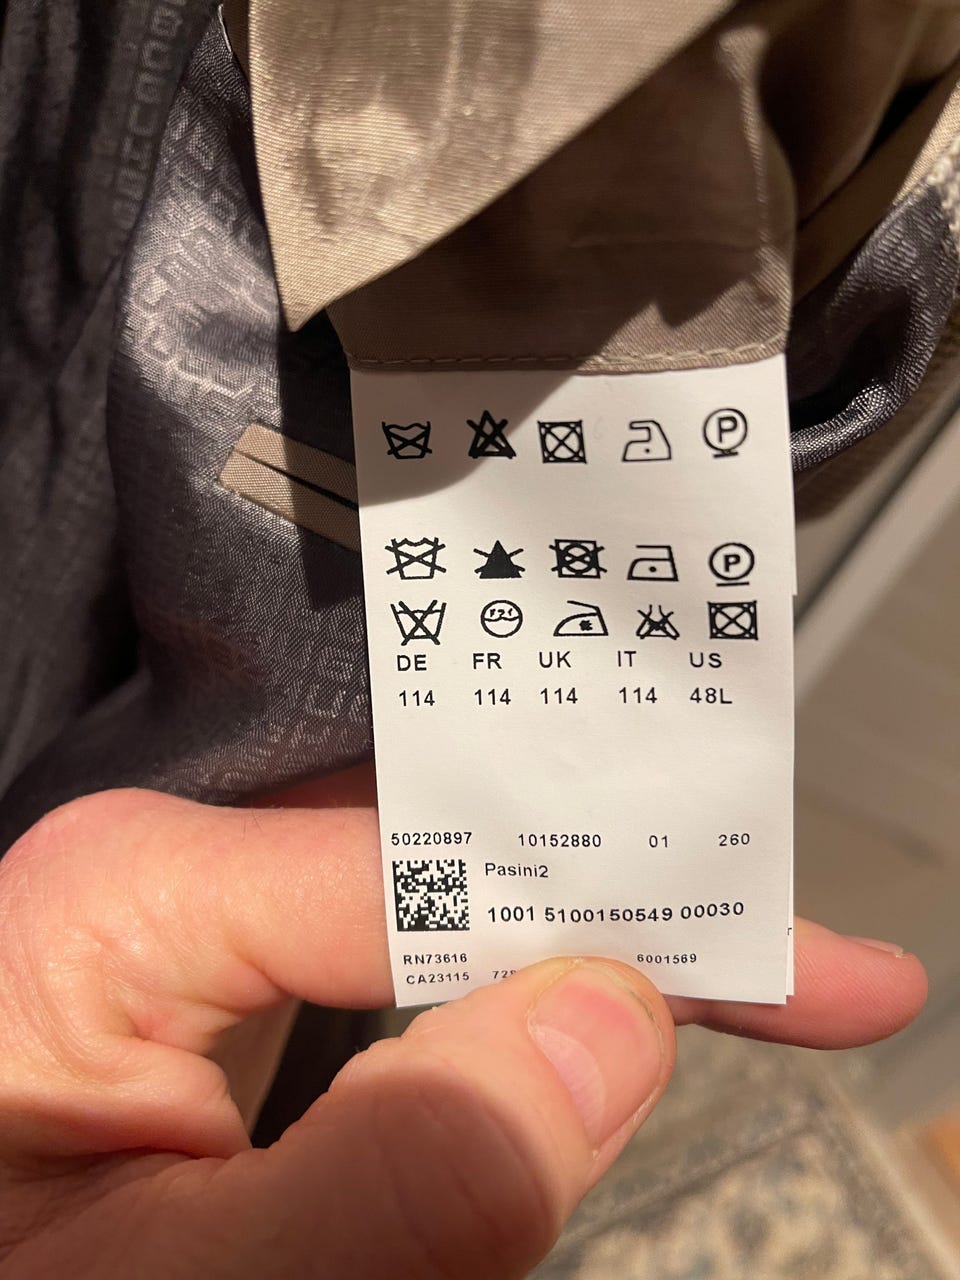 DE FR UK IT US
114 114 114 114 48L
50220897 10152880 01 260
Pasini2
1001 5100150549 00030
RN73616 6001569
CA23115